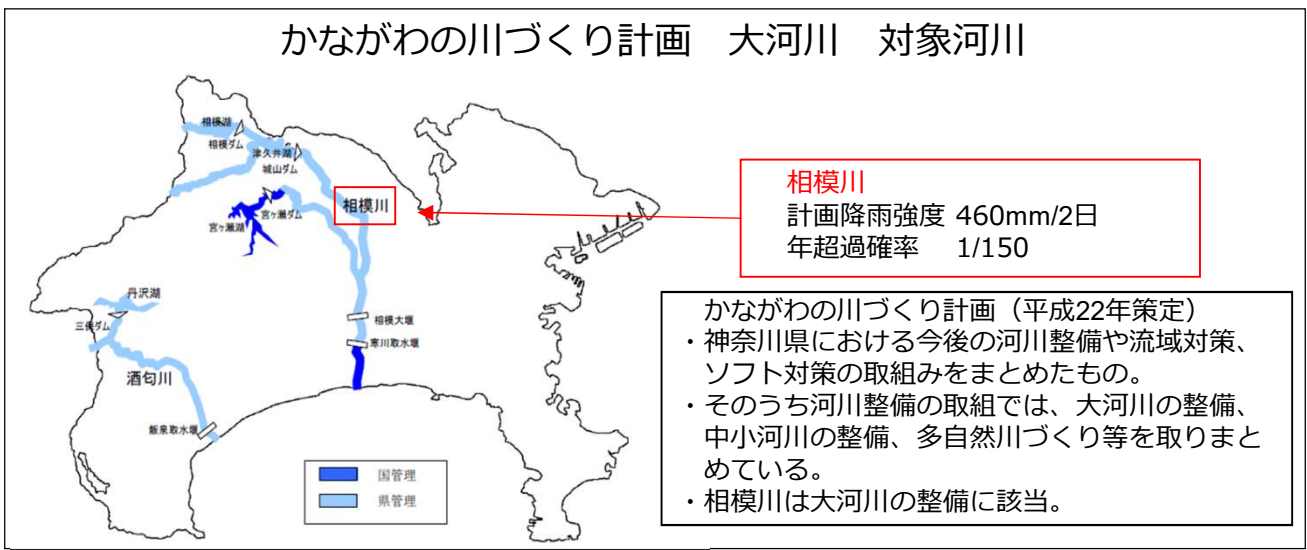 かながわの川づくり計画　大河川　対象河川
相模湖
相模ダム
津久井湖
城山ダム
宮ヶ瀬ダム
宮ケ瀬湖
相模川
相模川
計画降雨強度 460mm/2日
年超過確率　1/150
丹沢湖
三保ダム
相模大堰
寒川取水堰
酒匂川
飯泉取水堰
国管理
県管理
かながわの川づくり計画（平成22年策定）
・神奈川県における今後の河川整備や流域対策、
ソフト対策の取組みをまとめたもの。
・そのうち河川整備の取組では、大河川の整備、
中小河川の整備、多自然川づくり等を取りまと
めている。
・相模川は大河川の整備に該当。